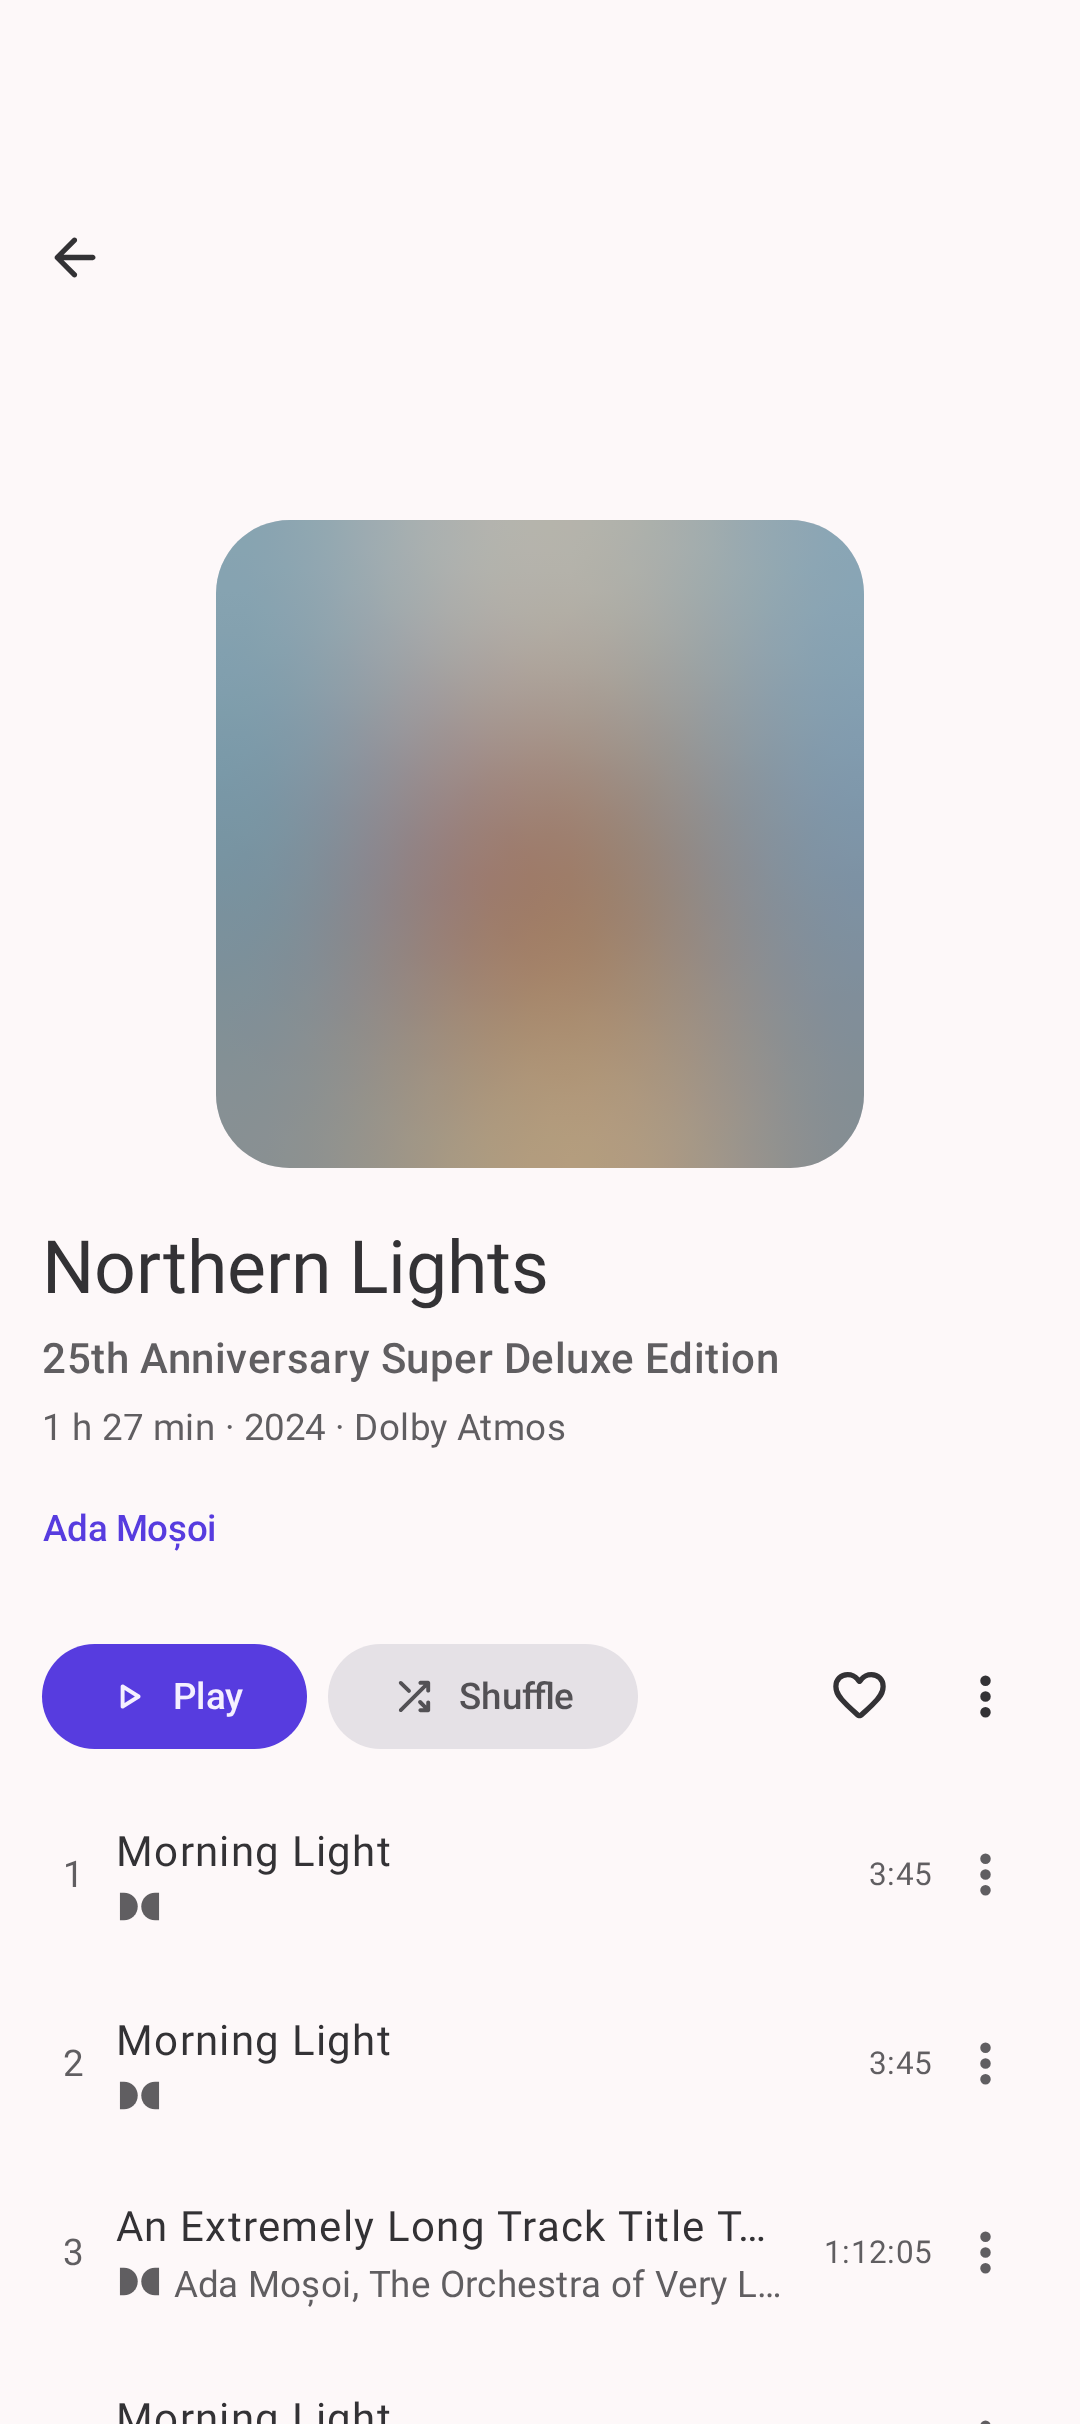 Northern Lights
25th Anniversary Super Deluxe Edition
1 h 27 min · 2024 · Dolby Atmos
Ada Moșoi
Play Shuffle
1 Morning Light 3:45
2 Morning Light 3:45
3 An Extremely Long Track Title T… 1:12:05
Ada Moșoi, The Orchestra of Very L…
Morning Light